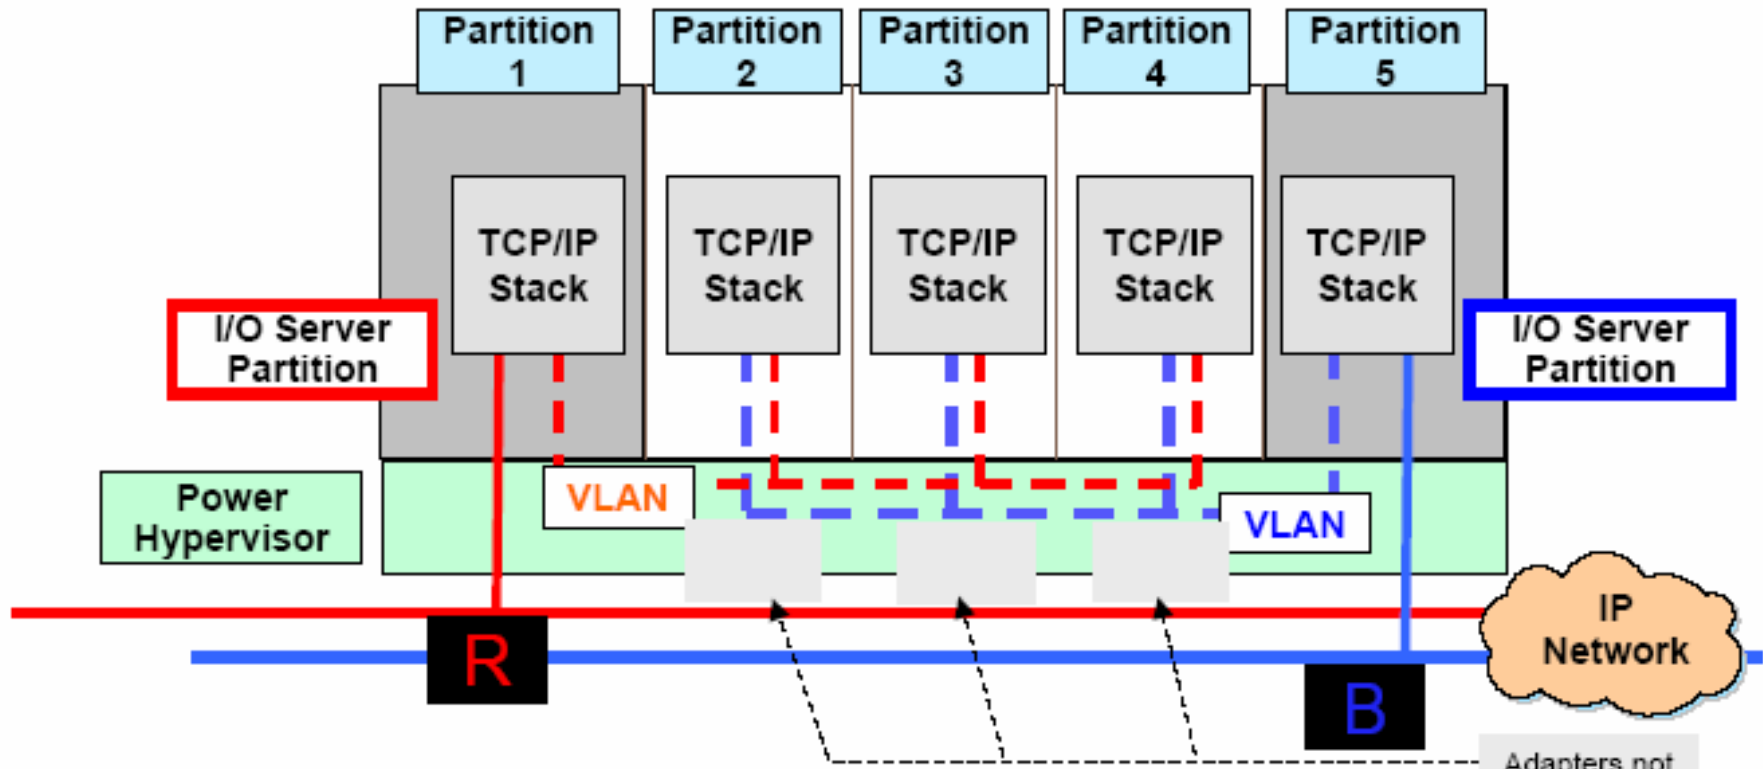 Partition
1
Partition
2
Partition
3
Partition
4
Partition
5
TCP/IP
Stack
TCP/IP
Stack
TCP/IP
Stack
TCP/IP
Stack
TCP/IP
Stack
I/O Server
Partition
I/O Server
Partition
Power
Hypervisor
VLAN
VLAN
IP
Network
R
B
Adapters not